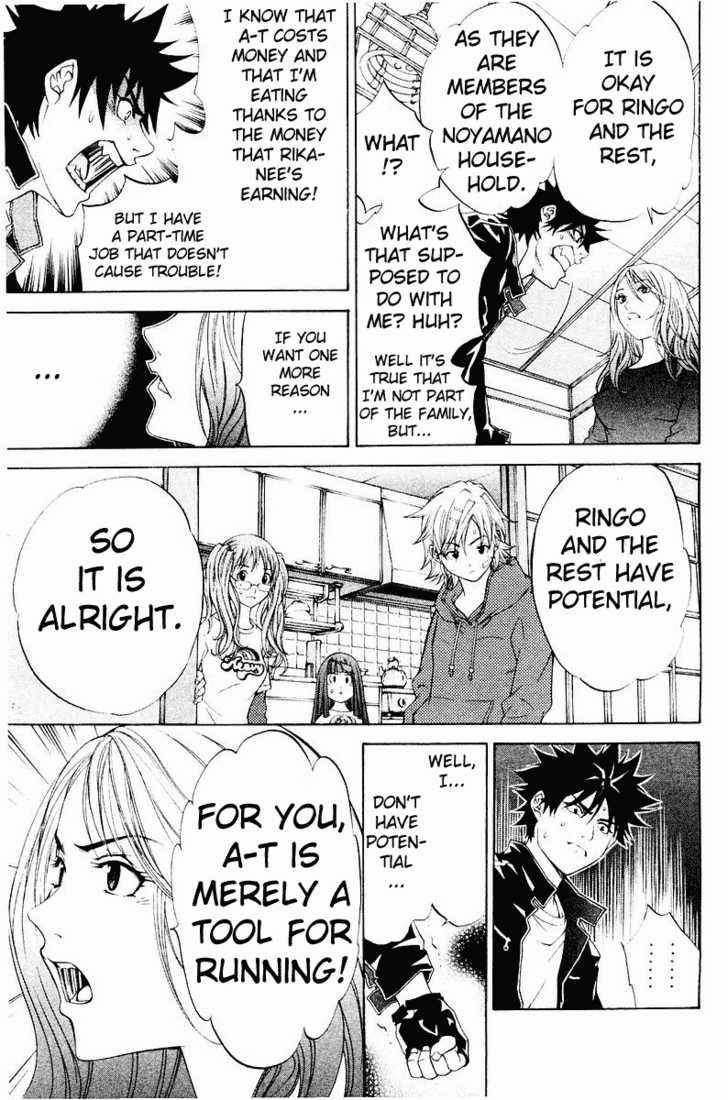 IT IS
OKAY
FOR RINGO
AND THE
REST,
AS THEY
ARE
MEMBERS
OF THE
NOYAMANO
HOUSE-
HOLD.
WHAT
!?
WHAT'S
THAT SUP-
POSED TO
DO WITH
ME? HUH?
WELL IT'S
TRUE THAT
I'M NOT PART
OF THE FAMILY,
BUT...
I KNOW THAT
A-T COSTS
MONEY AND
THAT I'M
EATING
THANKS TO
THE MONEY
THAT RIKA-
NEE'S
EARNING!
BUT I HAVE
A PART-TIME
JOB THAT DOESN'T
CAUSE TROUBLE!
IF YOU
WANT ONE
MORE
REASON
...
...
RINGO
AND THE
REST HAVE
POTENTIAL,
SO
IT IS
ALRIGHT.
......
WELL,
I...
DON'T
HAVE
POTEN-
TIAL
...
FOR YOU,
A-T IS
MERELY A
TOOL FOR
RUNNING!